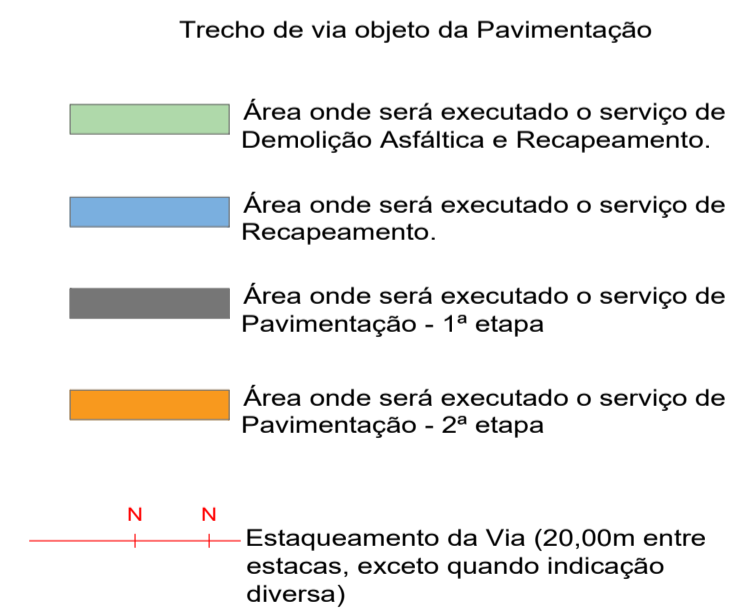 Trecho de via objeto da Pavimentação
Área onde será executado o serviço de
Demolição Asfáltica e Recapeamento.
Área onde será executado o serviço de
Recapeamento.
Área onde será executado o serviço de
Pavimentação - 1ª etapa
Área onde será executado o serviço de
Pavimentação - 2ª etapa
N N
Estaqueamento da Via (20,00m entre
estacas, exceto quando indicação
diversa)